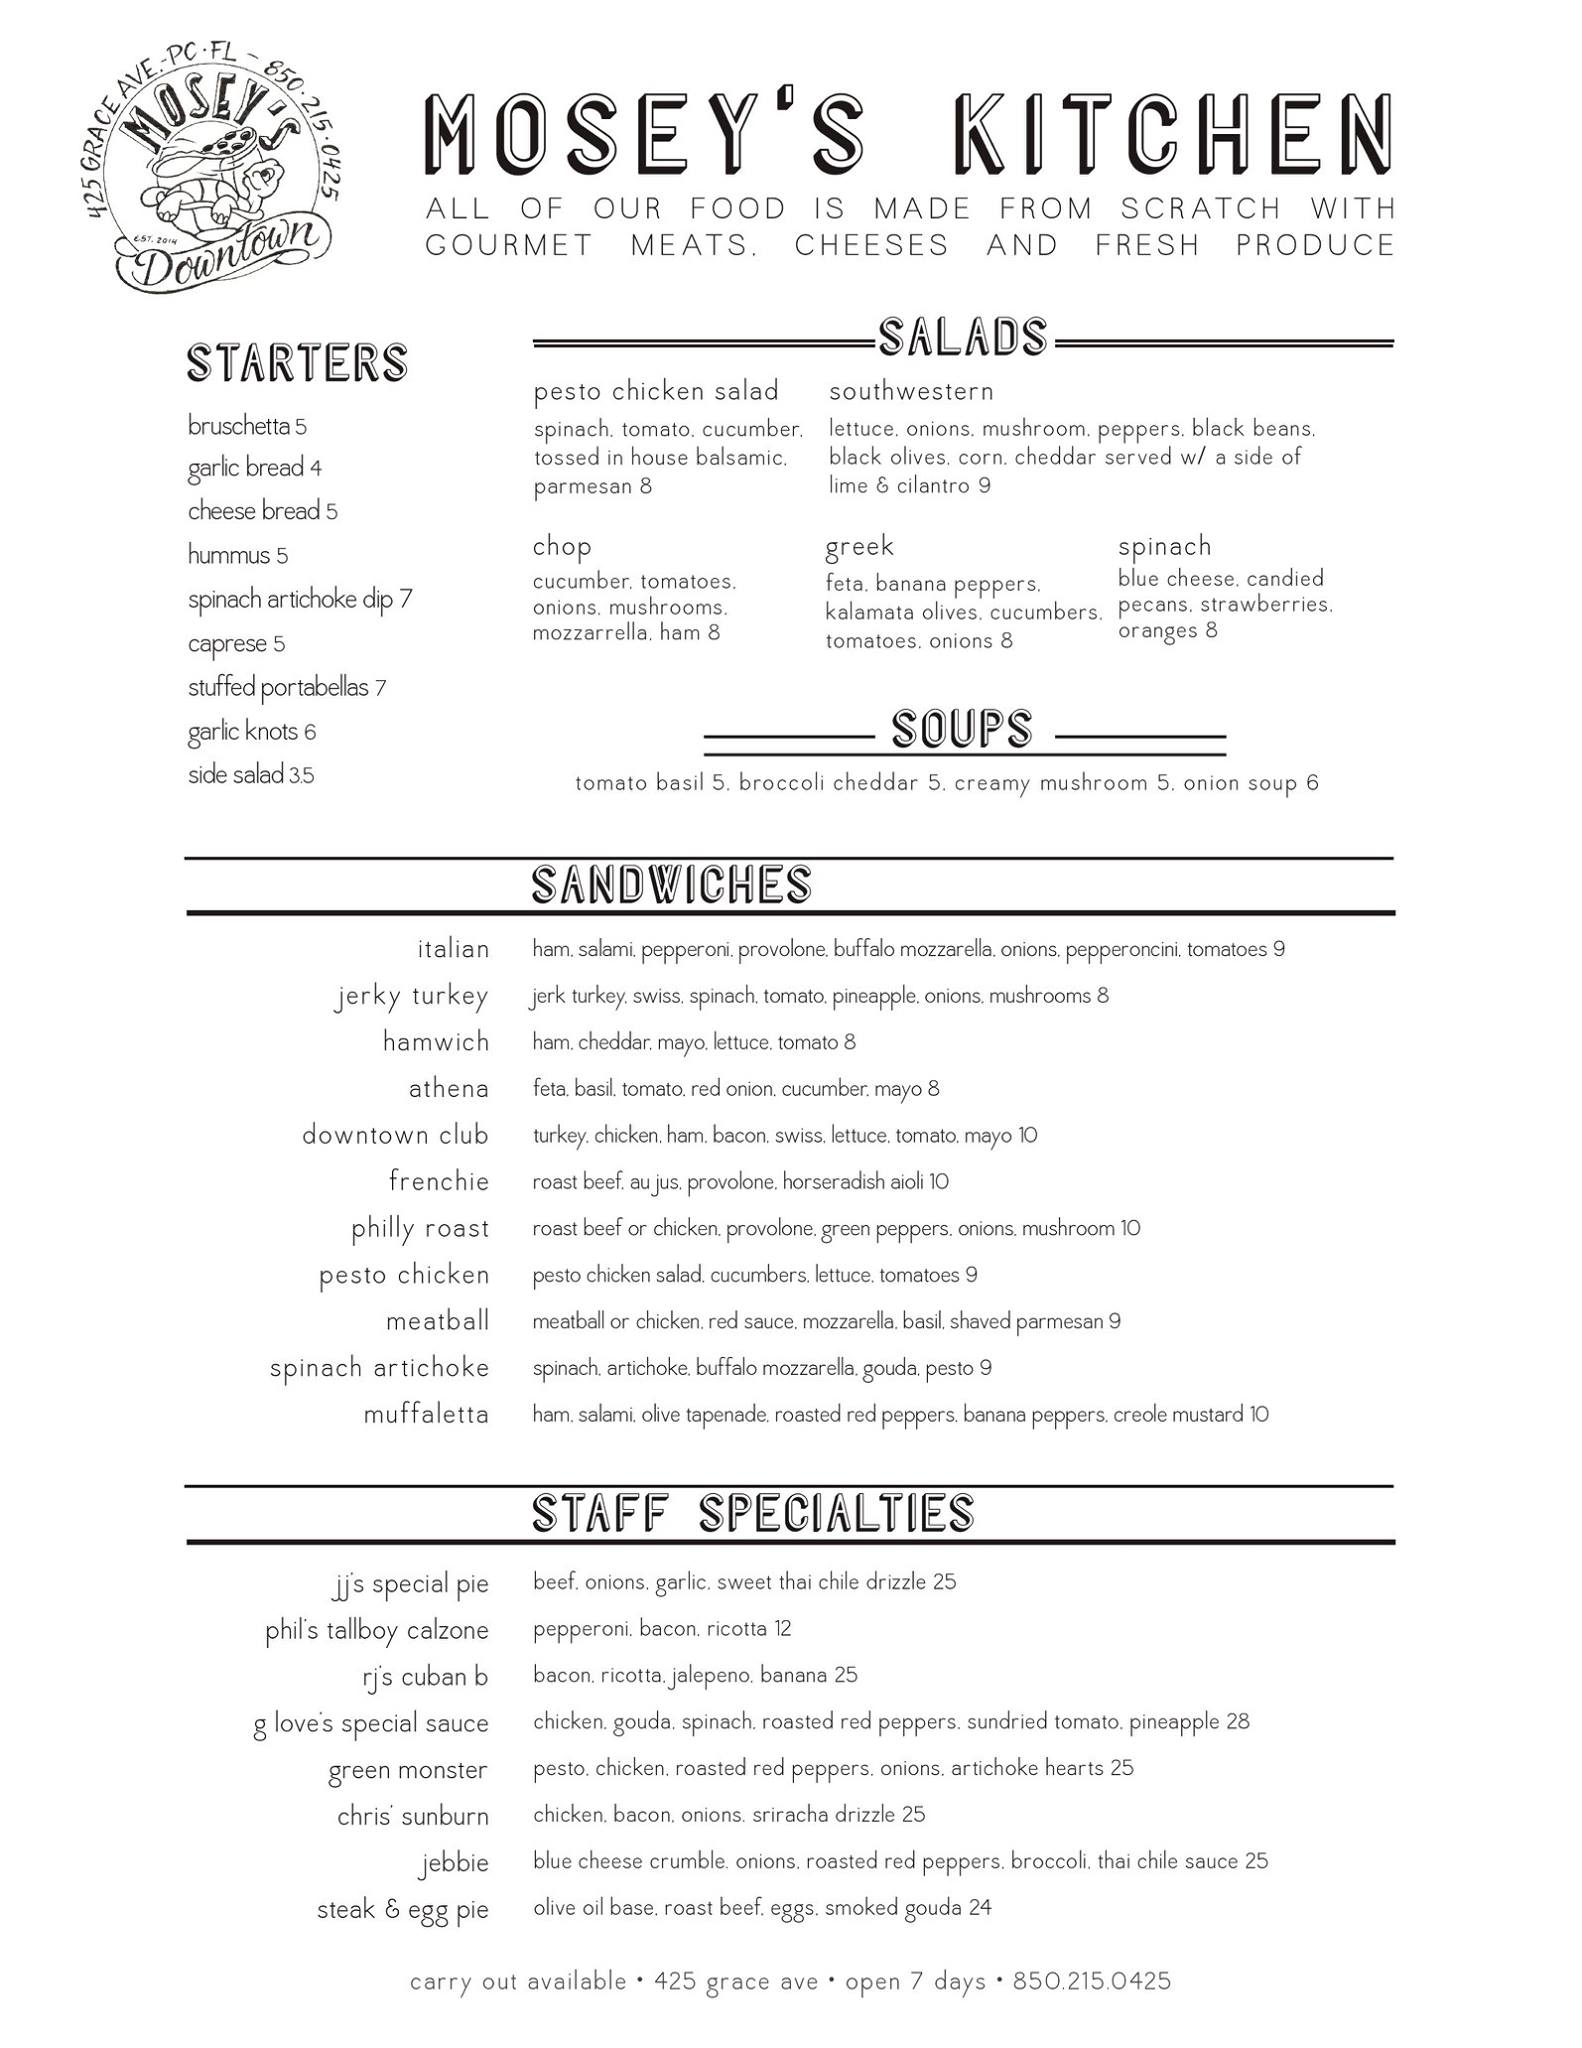 425 GRACE AVE.-PC·FL - 850·215·0425
MOSEY'S
EST. 2014
Downtown
MOSEY'S KITCHEN
ALL OF OUR FOOD IS MADE FROM SCRATCH WITH
GOURMET MEATS, CHEESES AND FRESH PRODUCE
STARTERS
bruschetta 5
garlic bread 4
cheese bread 5
hummus 5
spinach artichoke dip 7
caprese 5
stuffed portabellas 7
garlic knots 6
side salad 3.5
SALADS
pesto chicken salad
spinach, tomato, cucumber,
tossed in house balsamic,
parmesan 8
southwestern
lettuce, onions, mushroom, peppers, black beans,
black olives, corn, cheddar served w/ a side of
lime & cilantro 9
chop
cucumber, tomatoes,
onions, mushrooms,
mozzarrella, ham 8
greek
feta, banana peppers,
kalamata olives, cucumbers,
tomatoes, onions 8
spinach
blue cheese, candied
pecans, strawberries,
oranges 8
SOUPS
tomato basil 5, broccoli cheddar 5, creamy mushroom 5, onion soup 6
SANDWICHES
italian ham, salami, pepperoni, provolone, buffalo mozzarella, onions, pepperoncini, tomatoes 9
jerky turkey jerk turkey, swiss, spinach, tomato, pineapple, onions, mushrooms 8
hamwich ham, cheddar, mayo, lettuce, tomato 8
athena feta, basil, tomato, red onion, cucumber, mayo 8
downtown club turkey, chicken, ham, bacon, swiss, lettuce, tomato, mayo 10
frenchie roast beef, au jus, provolone, horseradish aioli 10
philly roast roast beef or chicken, provolone, green peppers, onions, mushroom 10
pesto chicken pesto chicken salad, cucumbers, lettuce, tomatoes 9
meatball meatball or chicken, red sauce, mozzarella, basil, shaved parmesan 9
spinach artichoke spinach, artichoke, buffalo mozzarella, gouda, pesto 9
muffaletta ham, salami, olive tapenade, roasted red peppers, banana peppers, creole mustard 10
STAFF SPECIALTIES
jj's special pie beef, onions, garlic, sweet thai chile drizzle 25
phil's tallboy calzone pepperoni, bacon, ricotta 12
rj's cuban b bacon, ricotta, jalepeno, banana 25
g love's special sauce chicken, gouda, spinach, roasted red peppers, sundried tomato, pineapple 28
green monster pesto, chicken, roasted red peppers, onions, artichoke hearts 25
chris' sunburn chicken, bacon, onions, sriracha drizzle 25
jebbie blue cheese crumble, onions, roasted red peppers, broccoli, thai chile sauce 25
steak & egg pie olive oil base, roast beef, eggs, smoked gouda 24
carry out available • 425 grace ave • open 7 days • 850.215.0425